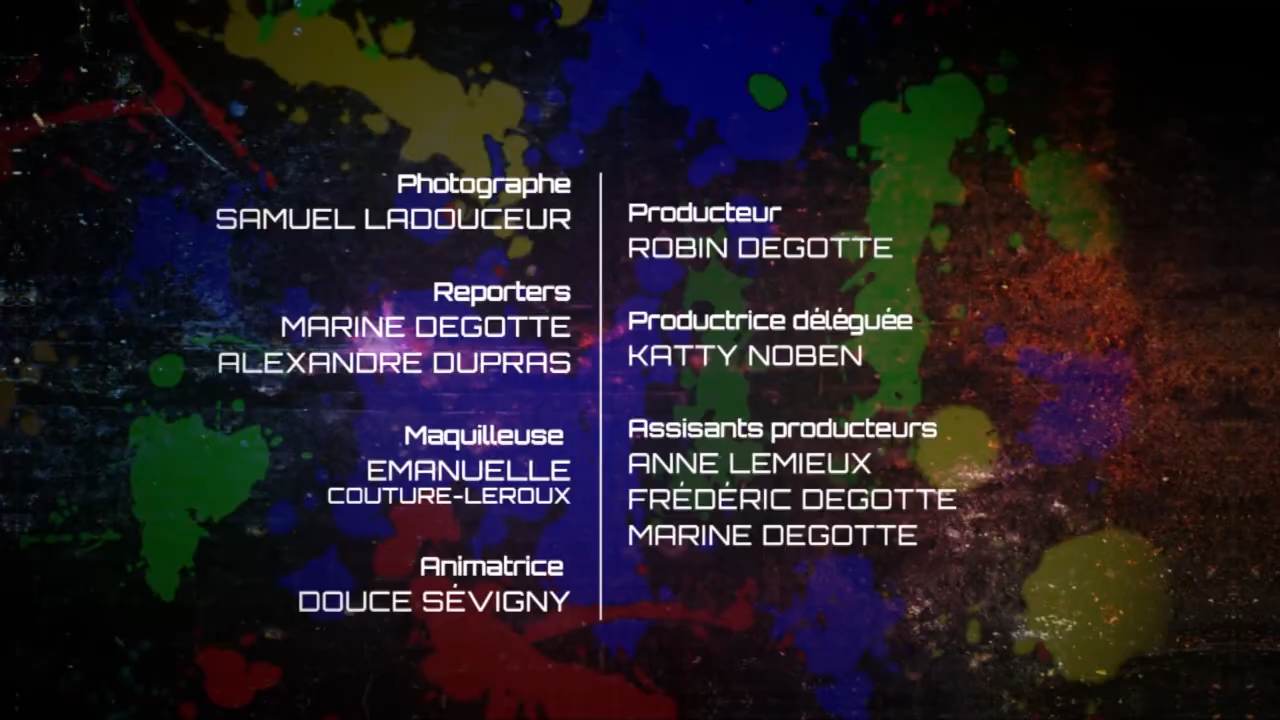 Photographe
SAMUEL LADOUCEUR
Reporters
MARINE DEGOTTE
ALEXANDRE DUPRAS
Maquilleuse
EMANUELLE
COUTURE-LEROUX
Animatrice
DOUCE SÉVIGNY
Producteur
ROBIN DEGOTTE
Productrice déléguée
KATTY NOBEN
Assisants producteurs
ANNE LEMIEUX
FRÉDÉRIC DEGOTTE
MARINE DEGOTTE